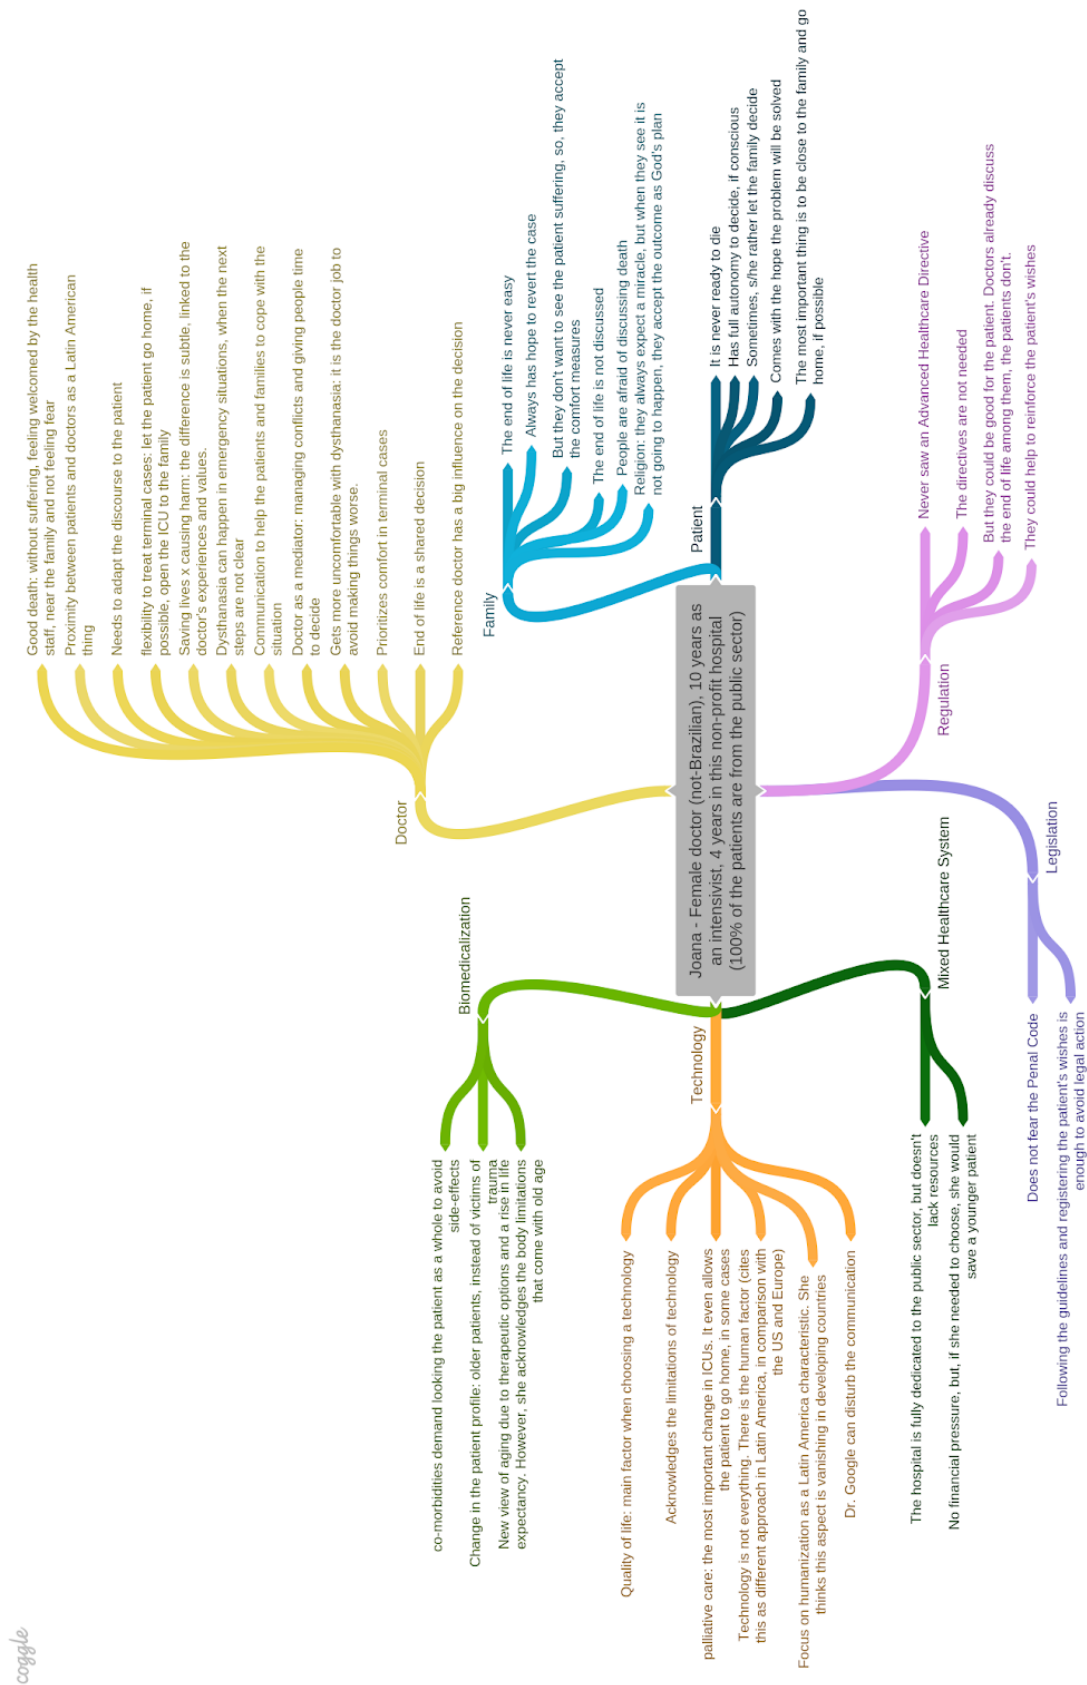 Joana - Female doctor (not-Brazilian), 10 years as
an intensivist, 4 years in this non-profit hospital
(100% of the patients are from the public sector)
Doctor
Good death: without suffering, feeling welcomed by the health
staff, near the family and not feeling fear
Proximity between patients and doctors as a Latin American
thing
Needs to adapt the discourse to the patient
flexibility to treat terminal cases: let the patient go home, if
possible, open the ICU to the family
Saving lives x causing harm: the difference is subtle, linked to the
doctor's experiences and values.
Dysthanasia can happen in emergency situations, when the next
steps are not clear
Communication to help the patients and families to cope with the
situation
Doctor as a mediator: managing conflicts and giving people time
to decide
Gets more uncomfortable with dysthanasia: it is the doctor job to
avoid making things worse.
Prioritizes comfort in terminal cases
End of life is a shared decision
Reference doctor has a big influence on the decision
Family
The end of life is never easy
Always has hope to revert the case
But they don't want to see the patient suffering, so, they accept
the comfort measures
The end of life is not discussed
People are afraid of discussing death
Religion: they always expect a miracle, but when they see it is
not going to happen, they accept the outcome as God's plan
Patient
It is never ready to die
Has full autonomy to decide, if conscious
Sometimes, s/he rather let the family decide
Comes with the hope the problem will be solved
The most important thing is to be close to the family and go
home, if possible
Regulation
Never saw an Advanced Healthcare Directive
The directives are not needed
But they could be good for the patient. Doctors already discuss
the end of life among them, the patients don't.
They could help to reinforce the patient's wishes
Legislation
Does not fear the Penal Code
Following the guidelines and registering the patient's wishes is
enough to avoid legal action
Biomedicalization
co-morbidities demand looking the patient as a whole to avoid
side-effects
Change in the patient profile: older patients, instead of victims of
trauma
New view of aging due to therapeutic options and a rise in life
expectancy. However, she acknowledges the body limitations
that come with old age
Technology
Quality of life: main factor when choosing a technology
Acknowledges the limitations of technology
palliative care: the most important change in ICUs. It even allows
the patient to go home, in some cases
Technology is not everything. There is the human factor (cites
this as different approach in Latin America, in comparison with
the US and Europe)
Focus on humanization as a Latin America characteristic. She
thinks this aspect is vanishing in developing countries
Dr. Google can disturb the communication
Mixed Healthcare System
The hospital is fully dedicated to the public sector, but doesn't
lack resources
No financial pressure, but, if she needed to choose, she would
save a younger patient
coggle